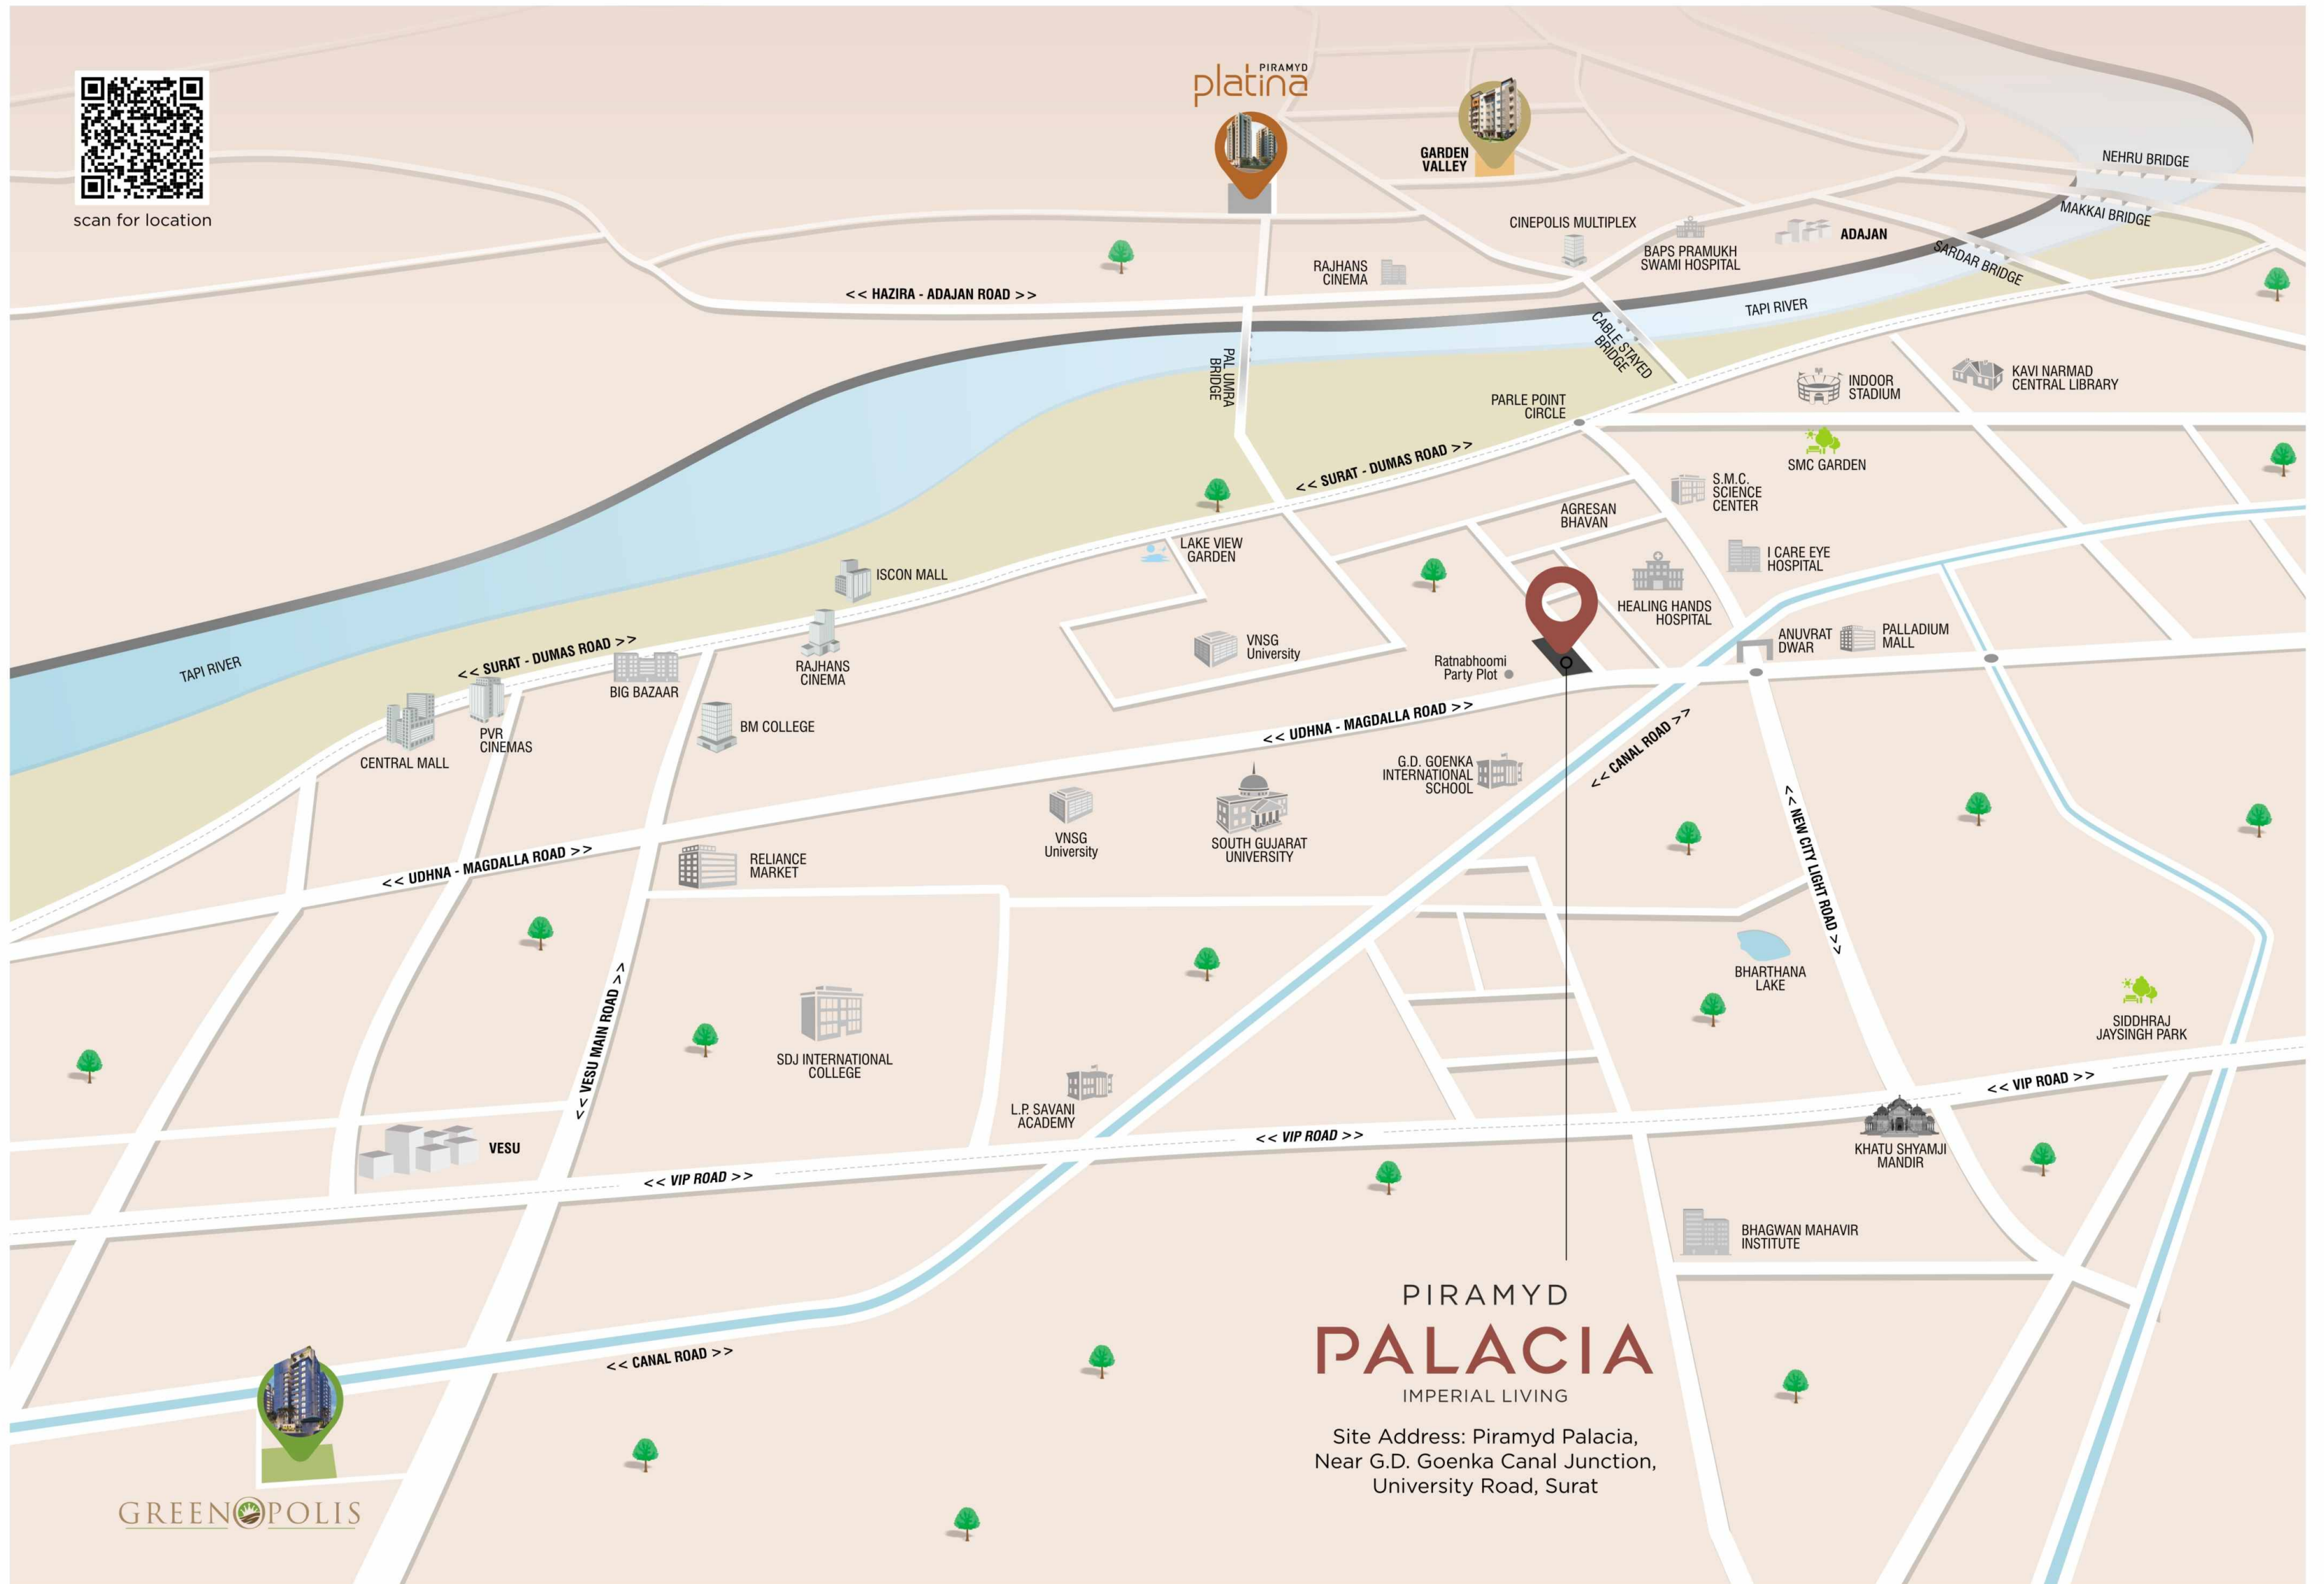 PIRAMYD
platina
GARDEN
VALLEY
NEHRU BRIDGE
MAKKAI BRIDGE
scan for location
CINEPOLIS MULTIPLEX
BAPS PRAMUKH
SWAMI HOSPITAL
ADAJAN
SARDAR BRIDGE
RAJHANS
CINEMA
<< HAZIRA - ADAJAN ROAD >>
TAPI RIVER
CABLE STAYED
BRIDGE
PAL UMRA
BRIDGE
INDOOR
STADIUM
KAVI NARMAD
CENTRAL LIBRARY
PARLE POINT
CIRCLE
<< SURAT - DUMAS ROAD >>
SMC GARDEN
S.M.C.
SCIENCE
CENTER
AGRESAN
BHAVAN
LAKE VIEW
GARDEN
I CARE EYE
HOSPITAL
ISCON MALL
HEALING HANDS
HOSPITAL
ANUVRAT
DWAR
PALLADIUM
MALL
VNSG
University
Ratnabhoomi
Party Plot
TAPI RIVER
<< SURAT - DUMAS ROAD >>
RAJHANS
CINEMA
BIG BAZAAR
BM COLLEGE
PVR
CINEMAS
CENTRAL MALL
<< UDHNA - MAGDALLA ROAD >>
<< CANAL ROAD >>
G.D. GOENKA
INTERNATIONAL
SCHOOL
<< NEW CITY LIGHT ROAD >>
VNSG
University
SOUTH GUJARAT
UNIVERSITY
RELIANCE
MARKET
<< UDHNA - MAGDALLA ROAD >>
BHARTHANA
LAKE
SIDDHRAJ
JAYSINGH PARK
<< VESU MAIN ROAD >>
SDJ INTERNATIONAL
COLLEGE
L.P. SAVANI
ACADEMY
<< VIP ROAD >>
<< VIP ROAD >>
KHATU SHYAMJI
MANDIR
VESU
<< VIP ROAD >>
BHAGWAN MAHAVIR
INSTITUTE
<< CANAL ROAD >>
PIRAMYD
PALACIA
IMPERIAL LIVING
Site Address: Piramyd Palacia,
Near G.D. Goenka Canal Junction,
University Road, Surat
GREENOPOLIS